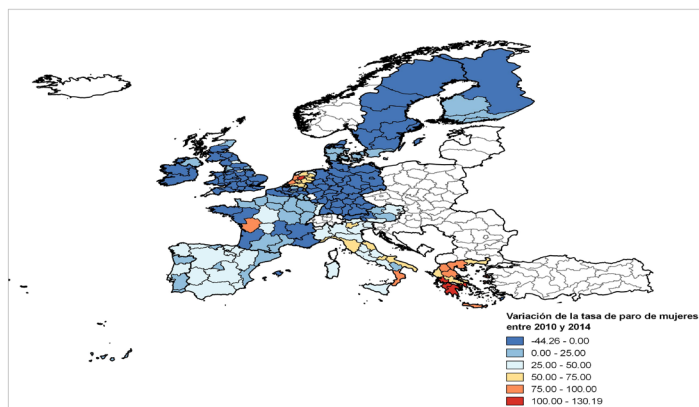 Variación de la tasa de paro de mujeres
entre 2010 y 2014
-44.26 - 0.00
0.00 - 25.00
25.00 - 50.00
50.00 - 75.00
75.00 - 100.00
100.00 - 130.19